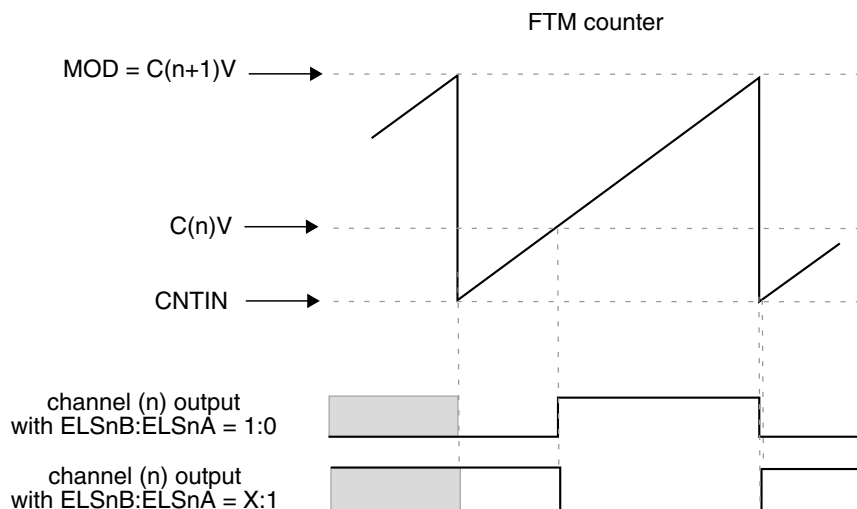 FTM counter
MOD = C(n+1)V
C(n)V
CNTIN
channel (n) output
with ELSnB:ELSnA = 1:0
channel (n) output
with ELSnB:ELSnA = X:1